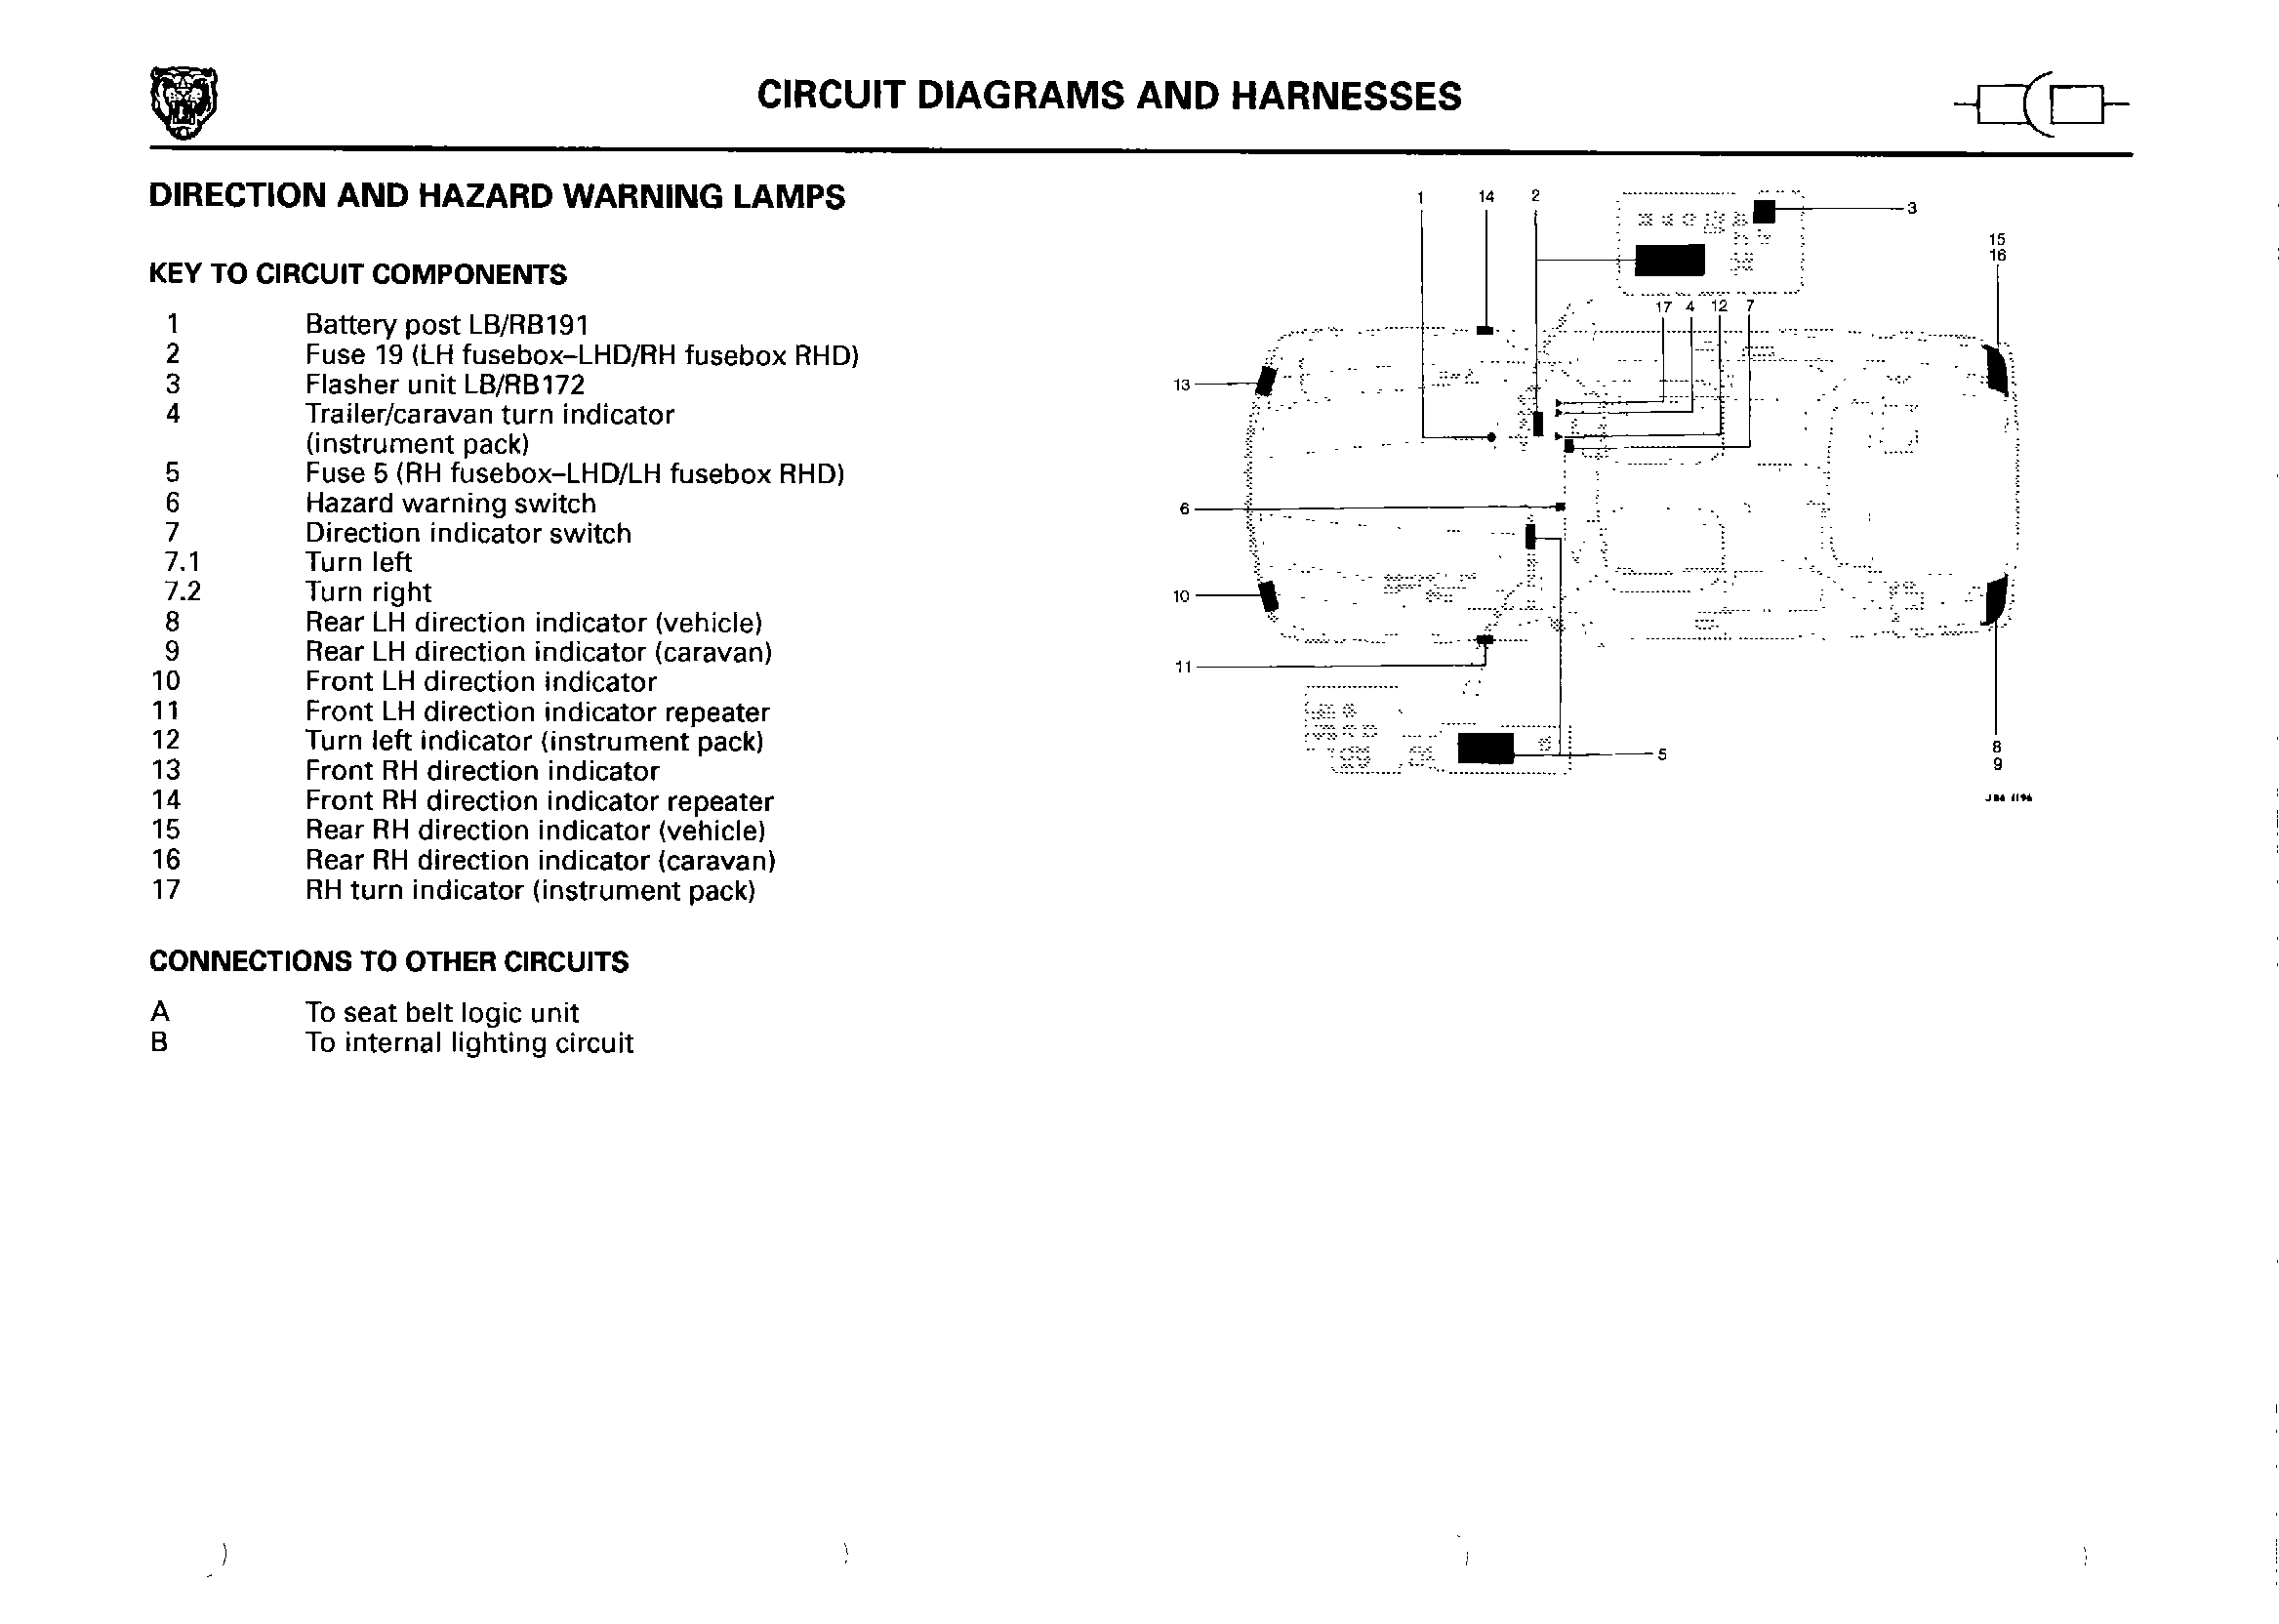 CIRCUIT DIAGRAMS AND HARNESSES
DIRECTION AND HAZARD WARNING LAMPS
KEY TO CIRCUIT COMPONENTS
1 Battery post LB/RB191
2 Fuse 19 (LH fusebox–LHD/RH fusebox RHD)
3 Flasher unit LB/RB172
4 Trailer/caravan turn indicator
(instrument pack)
5 Fuse 5 (RH fusebox–LHD/LH fusebox RHD)
6 Hazard warning switch
7 Direction indicator switch
7.1 Turn left
7.2 Turn right
8 Rear LH direction indicator (vehicle)
9 Rear LH direction indicator (caravan)
10 Front LH direction indicator
11 Front LH direction indicator repeater
12 Turn left indicator (instrument pack)
13 Front RH direction indicator
14 Front RH direction indicator repeater
15 Rear RH direction indicator (vehicle)
16 Rear RH direction indicator (caravan)
17 RH turn indicator (instrument pack)
CONNECTIONS TO OTHER CIRCUITS
A To seat belt logic unit
B To internal lighting circuit
1 14 2
3
15
16
17 4 12 7
13
6
10
11
5
8
9